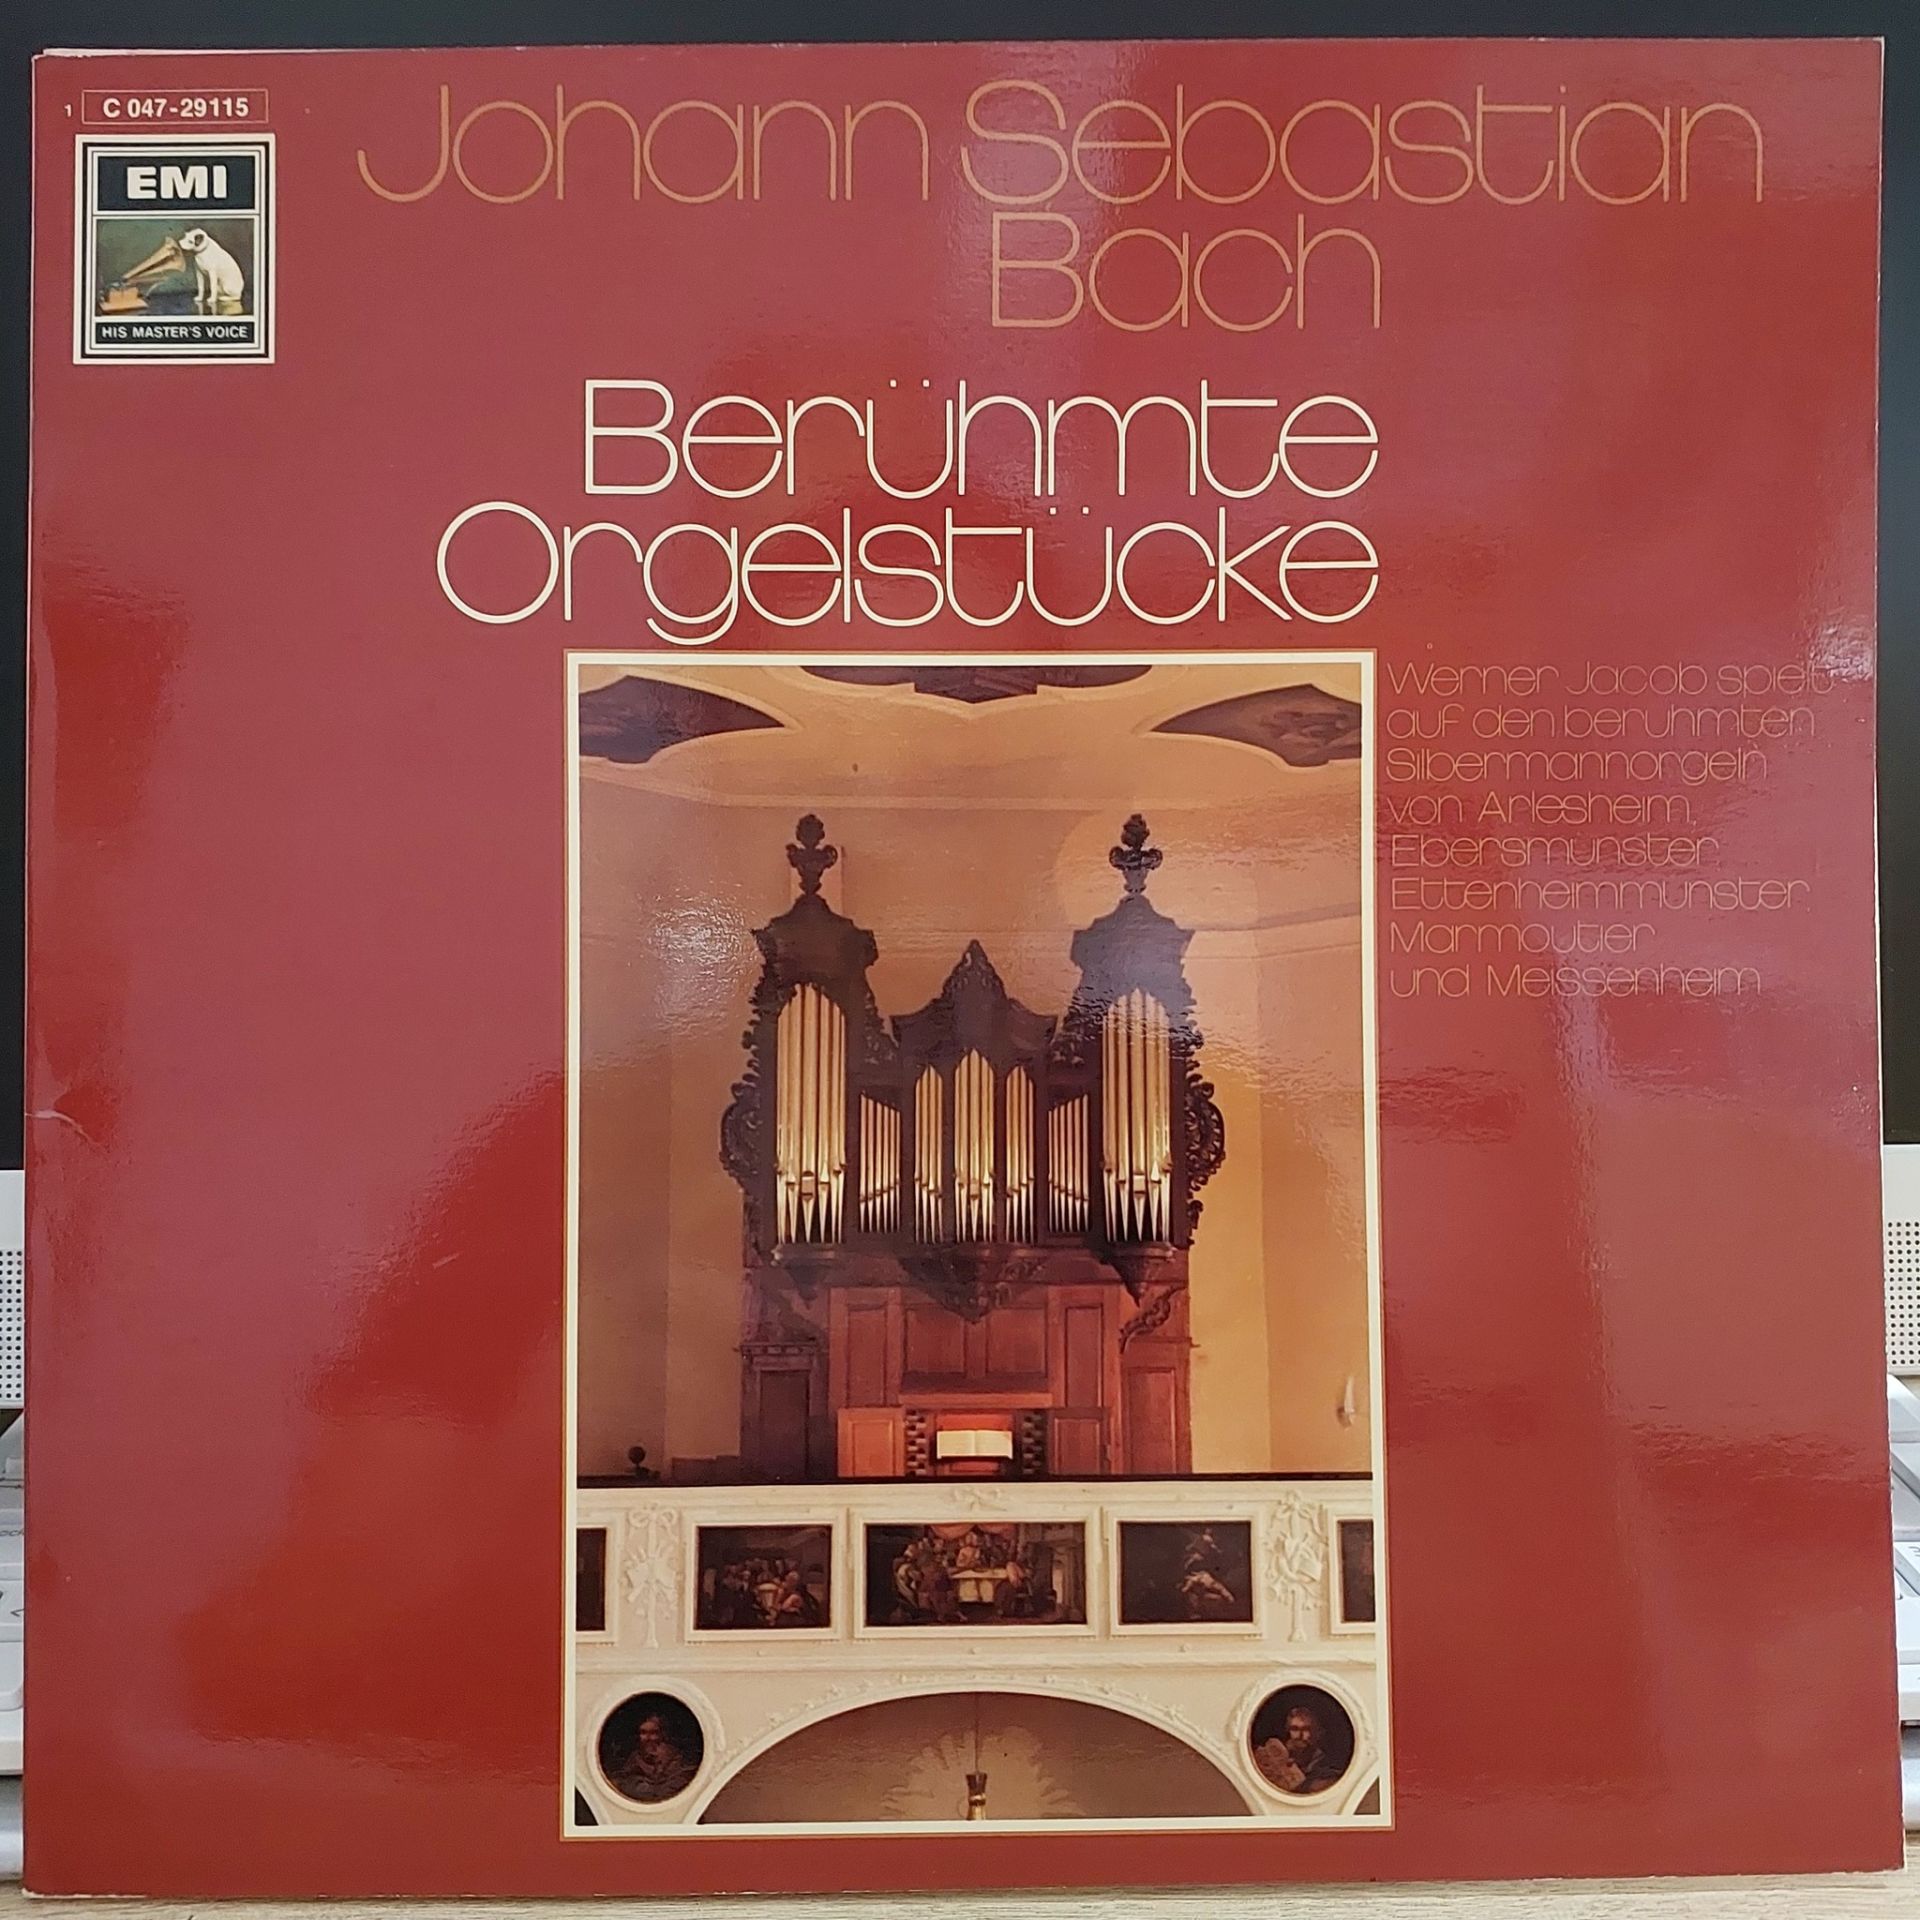 1 C 047-29115
EMI
HIS MASTER'S VOICE
Johann Sebastian
Bach
Berühmte
Orgelstücke
Werner Jacob spielt
auf den berühmten
Silbermannorgeln
von Arlesheim,
Ebersmünster,
Ettenheimmünster,
Marmoutier
und Meissenheim